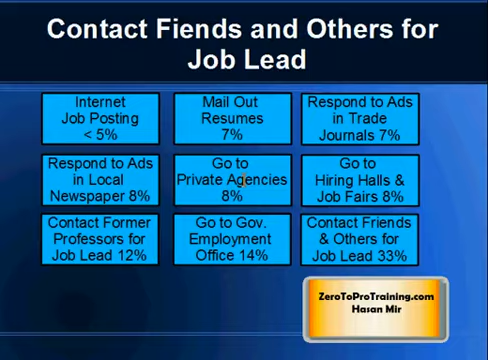 Contact Fiends and Others for
Job Lead
Internet
Job Posting
< 5%
Mail Out
Resumes
7%
Respond to Ads
in Trade
Journals 7%
Respond to Ads
in Local
Newspaper 8%
Go to
Private Agencies
8%
Go to
Hiring Halls &
Job Fairs 8%
Contact Former
Professors for
Job Lead 12%
Go to Gov.
Employment
Office 14%
Contact Friends
& Others for
Job Lead 33%
ZeroToProTraining.com
Hasan Mir